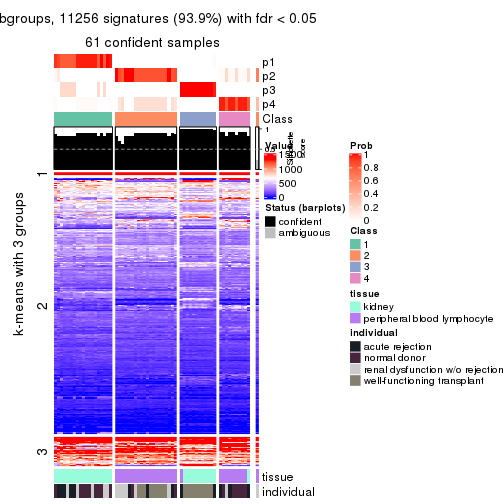 bgroups, 11256 signatures (93.9%) with fdr < 0.05
61 confident samples
p1
p2
p3
p4
Class
1
Silhouette
score
1
2
3
k-means with 3 groups
tissue
individual
Value
1500
1000
500
0
Status (barplots)
confident
ambiguous
Prob
1
0.8
0.6
0.4
0.2
0
Class
1
2
3
4
tissue
kidney
peripheral blood lymphocyte
individual
acute rejection
normal donor
renal dysfunction w/o rejection
well-functioning transplant